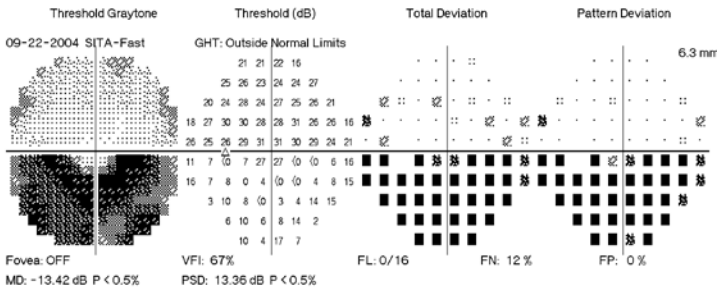 Threshold Graytone Threshold (dB) Total Deviation Pattern Deviation
09-22-2004 SITA-Fast GHT: Outside Normal Limits
6.3 mm
21 21 22 16
25 26 23 24 24 27
20 24 28 24 27 25 26 21
18 27 30 30 30 28 28 31 26 26 16
26 25 26 29 31 31 30 29 24 26 21
11 7 <0 7 27 27 <0 <0 6 16
16 7 8 0 4 <0 <0 4 8 15
3 10 8 <0 3 4 14 15
6 10 6 8 14 2
10 4 17 7
Fovea: OFF VFI: 67% FL: 0/16 FN: 12 % FP: 0 %
MD: -13.42 dB P < 0.5% PSD: 13.36 dB P < 0.5%